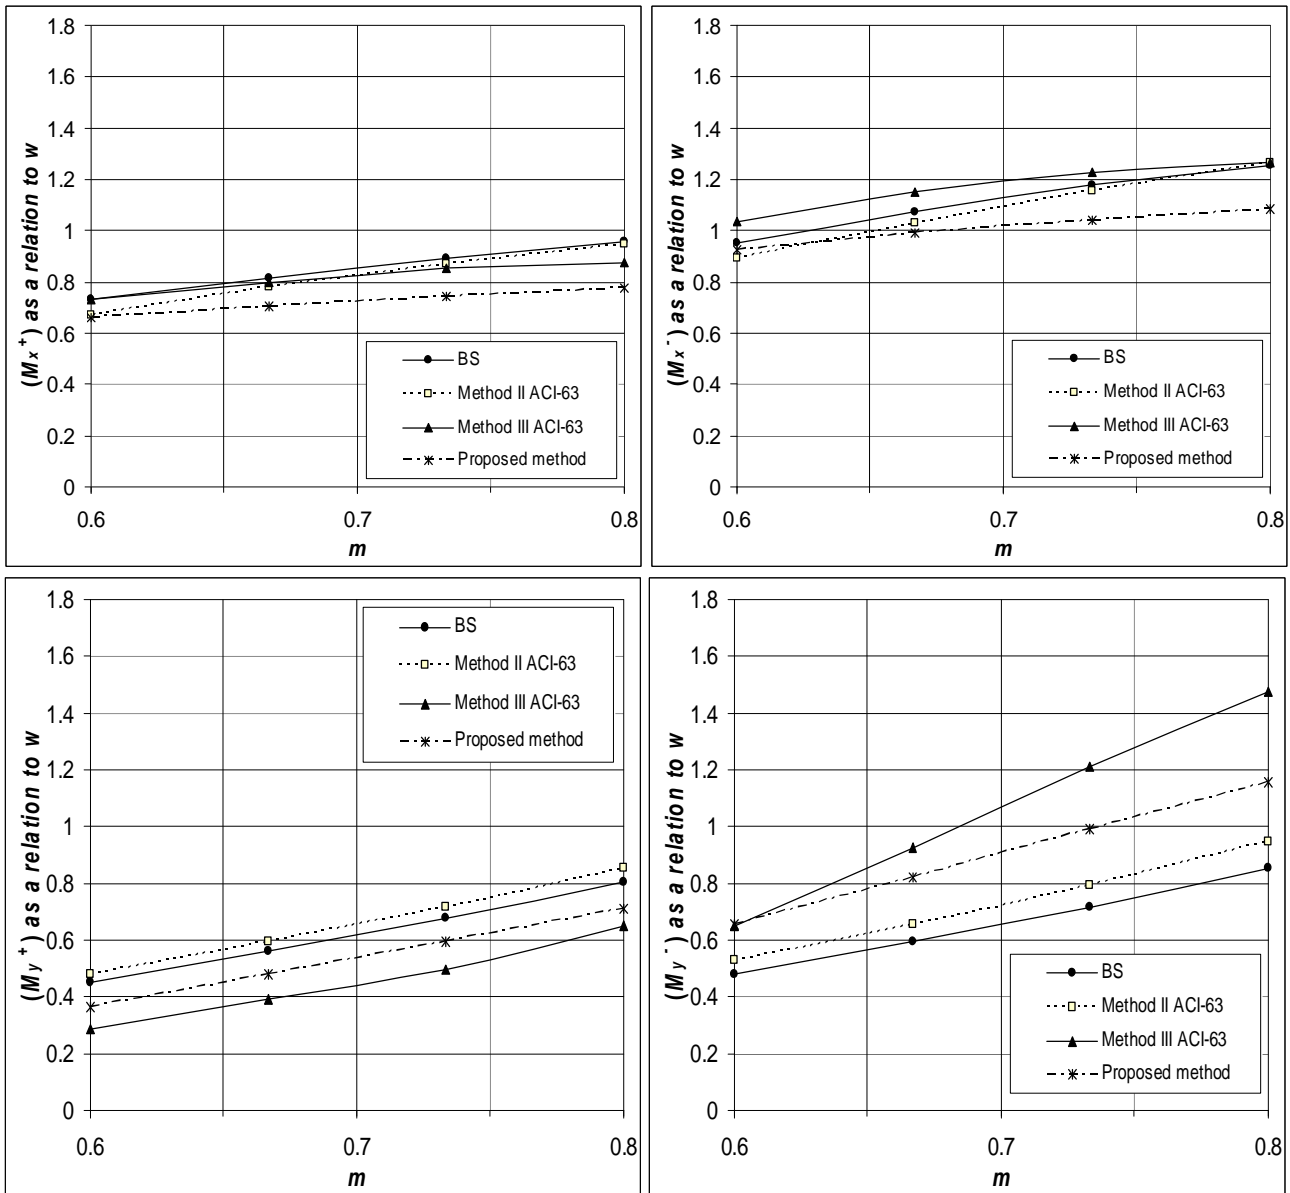 1.8
1.6
1.4
1.2
1
0.8
0.6
0.4
0.2
0
(Mx+) as a relation to w
BS
Method II ACI-63
Method III ACI-63
Proposed method
0.6 0.7 0.8
m
1.8
1.6
1.4
1.2
1
0.8
0.6
0.4
0.2
0
(Mx-) as a relation to w
BS
Method II ACI-63
Method III ACI-63
Proposed method
0.6 0.7 0.8
m
1.8
1.6
1.4
1.2
1
0.8
0.6
0.4
0.2
0
(My+) as a relation to w
BS
Method II ACI-63
Method III ACI-63
Proposed method
0.6 0.7 0.8
m
1.8
1.6
1.4
1.2
1
0.8
0.6
0.4
0.2
0
(My-) as a relation to w
BS
Method II ACI-63
Method III ACI-63
Proposed method
0.6 0.7 0.8
m